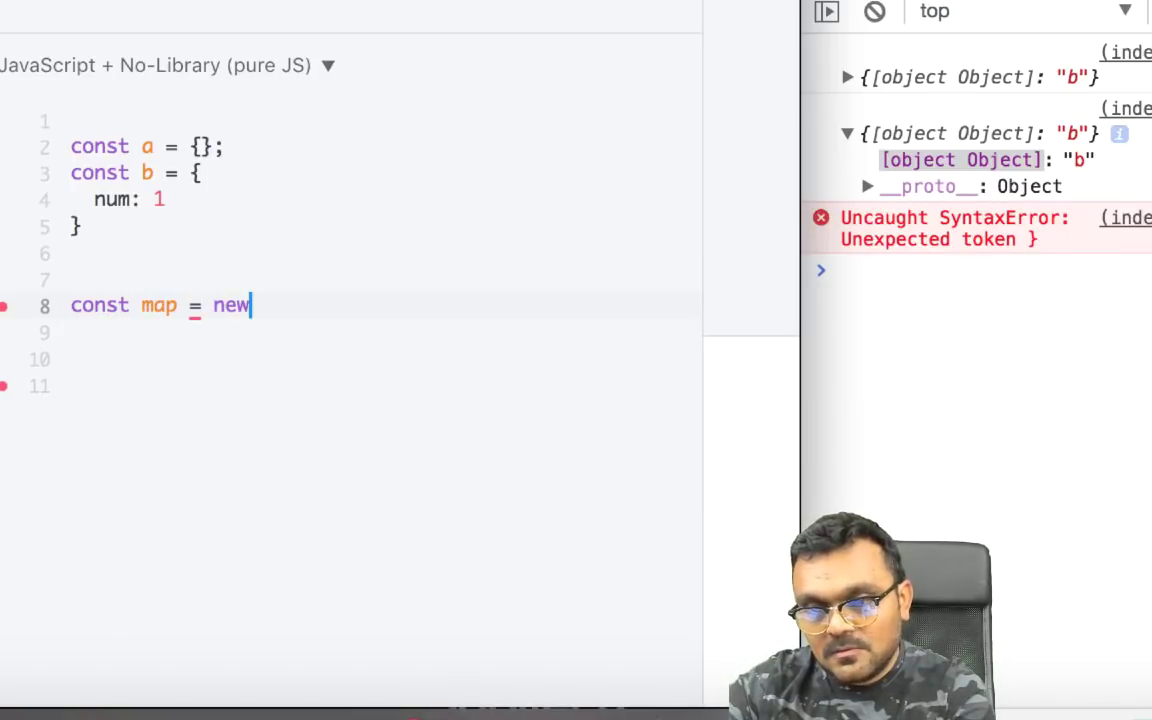 JavaScript + No-Library (pure JS) ▼
1
2 const a = {};
3 const b = {
4 num: 1
5 }
6
7
8 const map = new
9
10
11
top ▼
(inde
▶ {[object Object]: "b"}
(inde
▼ {[object Object]: "b"} i
[object Object]: "b"
▶ __proto__: Object
Uncaught SyntaxError: (inde
Unexpected token }
>